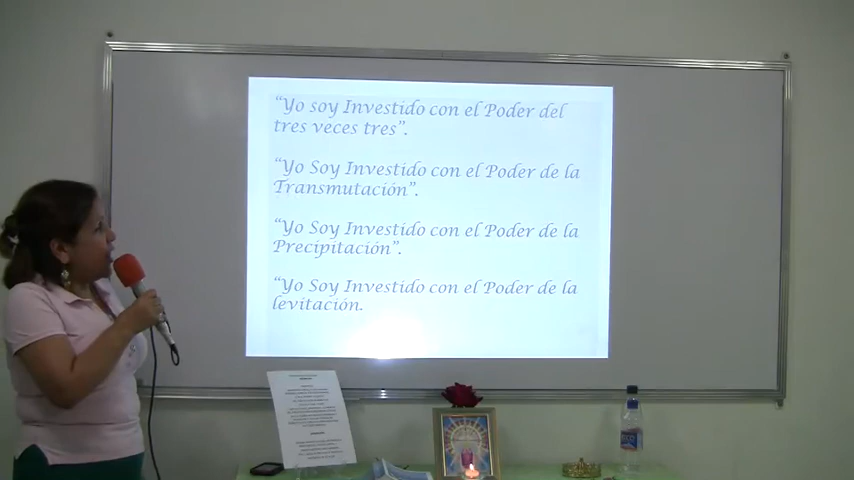 “Yo soy Investido con el Poder del
tres veces tres”.
“Yo Soy Investido con el Poder de la
Transmutación”.
“Yo Soy Investido con el Poder de la
Precipitación”.
“Yo Soy Investido con el Poder de la
levitación.